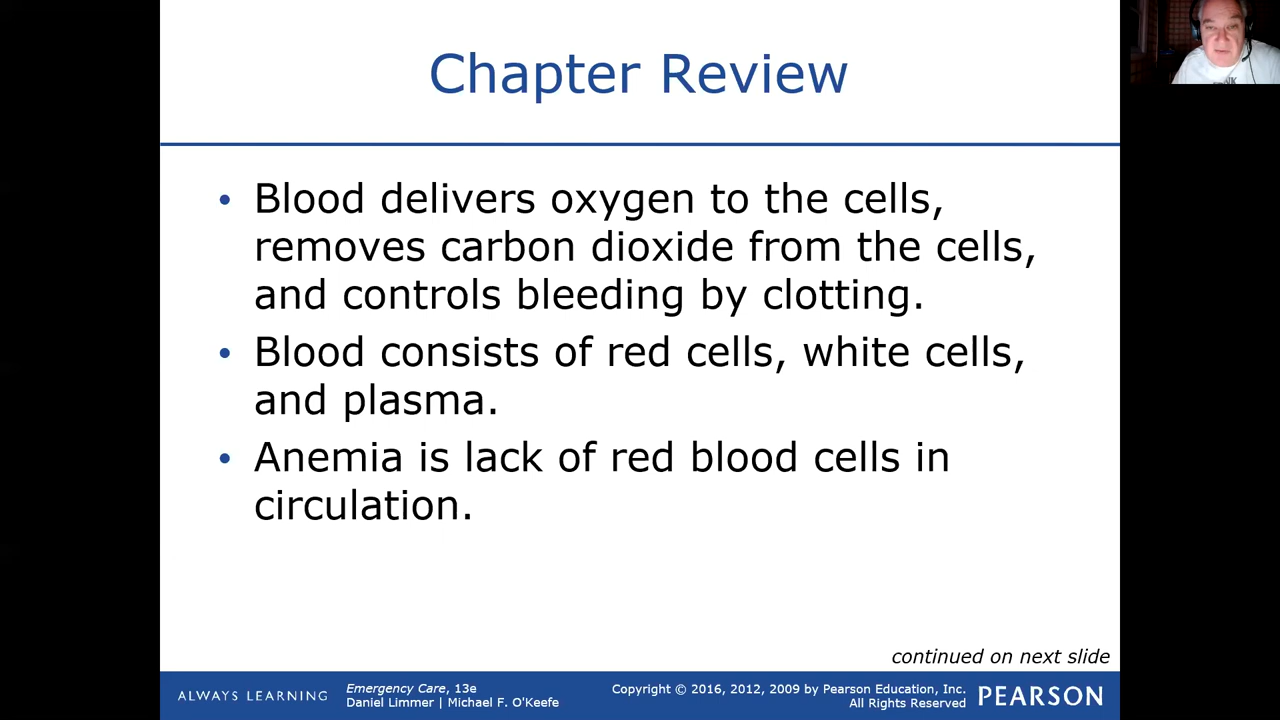 Chapter Review
• Blood delivers oxygen to the cells,
removes carbon dioxide from the cells,
and controls bleeding by clotting.
• Blood consists of red cells, white cells,
and plasma.
• Anemia is lack of red blood cells in
circulation.
continued on next slide
ALWAYS LEARNING
Emergency Care, 13e
Daniel Limmer | Michael F. O'Keefe
Copyright © 2016, 2012, 2009 by Pearson Education, Inc.
All Rights Reserved
PEARSON